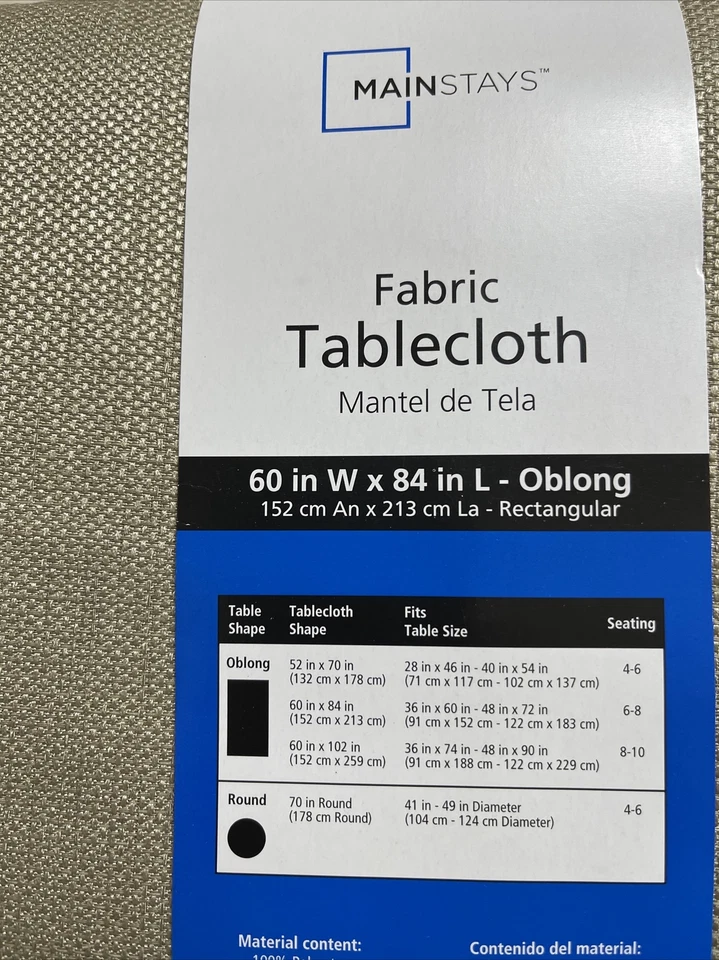 MAINSTAYS™
Fabric
Tablecloth
Mantel de Tela
60 in W x 84 in L - Oblong
152 cm An x 213 cm La - Rectangular
Table Shape Tablecloth Shape Fits Table Size Seating
Oblong 52 in x 70 in 28 in x 46 in - 40 in x 54 in 4-6
(132 cm x 178 cm) (71 cm x 117 cm - 102 cm x 137 cm)
60 in x 84 in 36 in x 60 in - 48 in x 72 in 6-8
(152 cm x 213 cm) (91 cm x 152 cm - 122 cm x 183 cm)
60 in x 102 in 36 in x 74 in - 48 in x 90 in 8-10
(152 cm x 259 cm) (91 cm x 188 cm - 122 cm x 229 cm)
Round 70 in Round 41 in - 49 in Diameter 4-6
(178 cm Round) (104 cm - 124 cm Diameter)
Material content: Contenido del material: